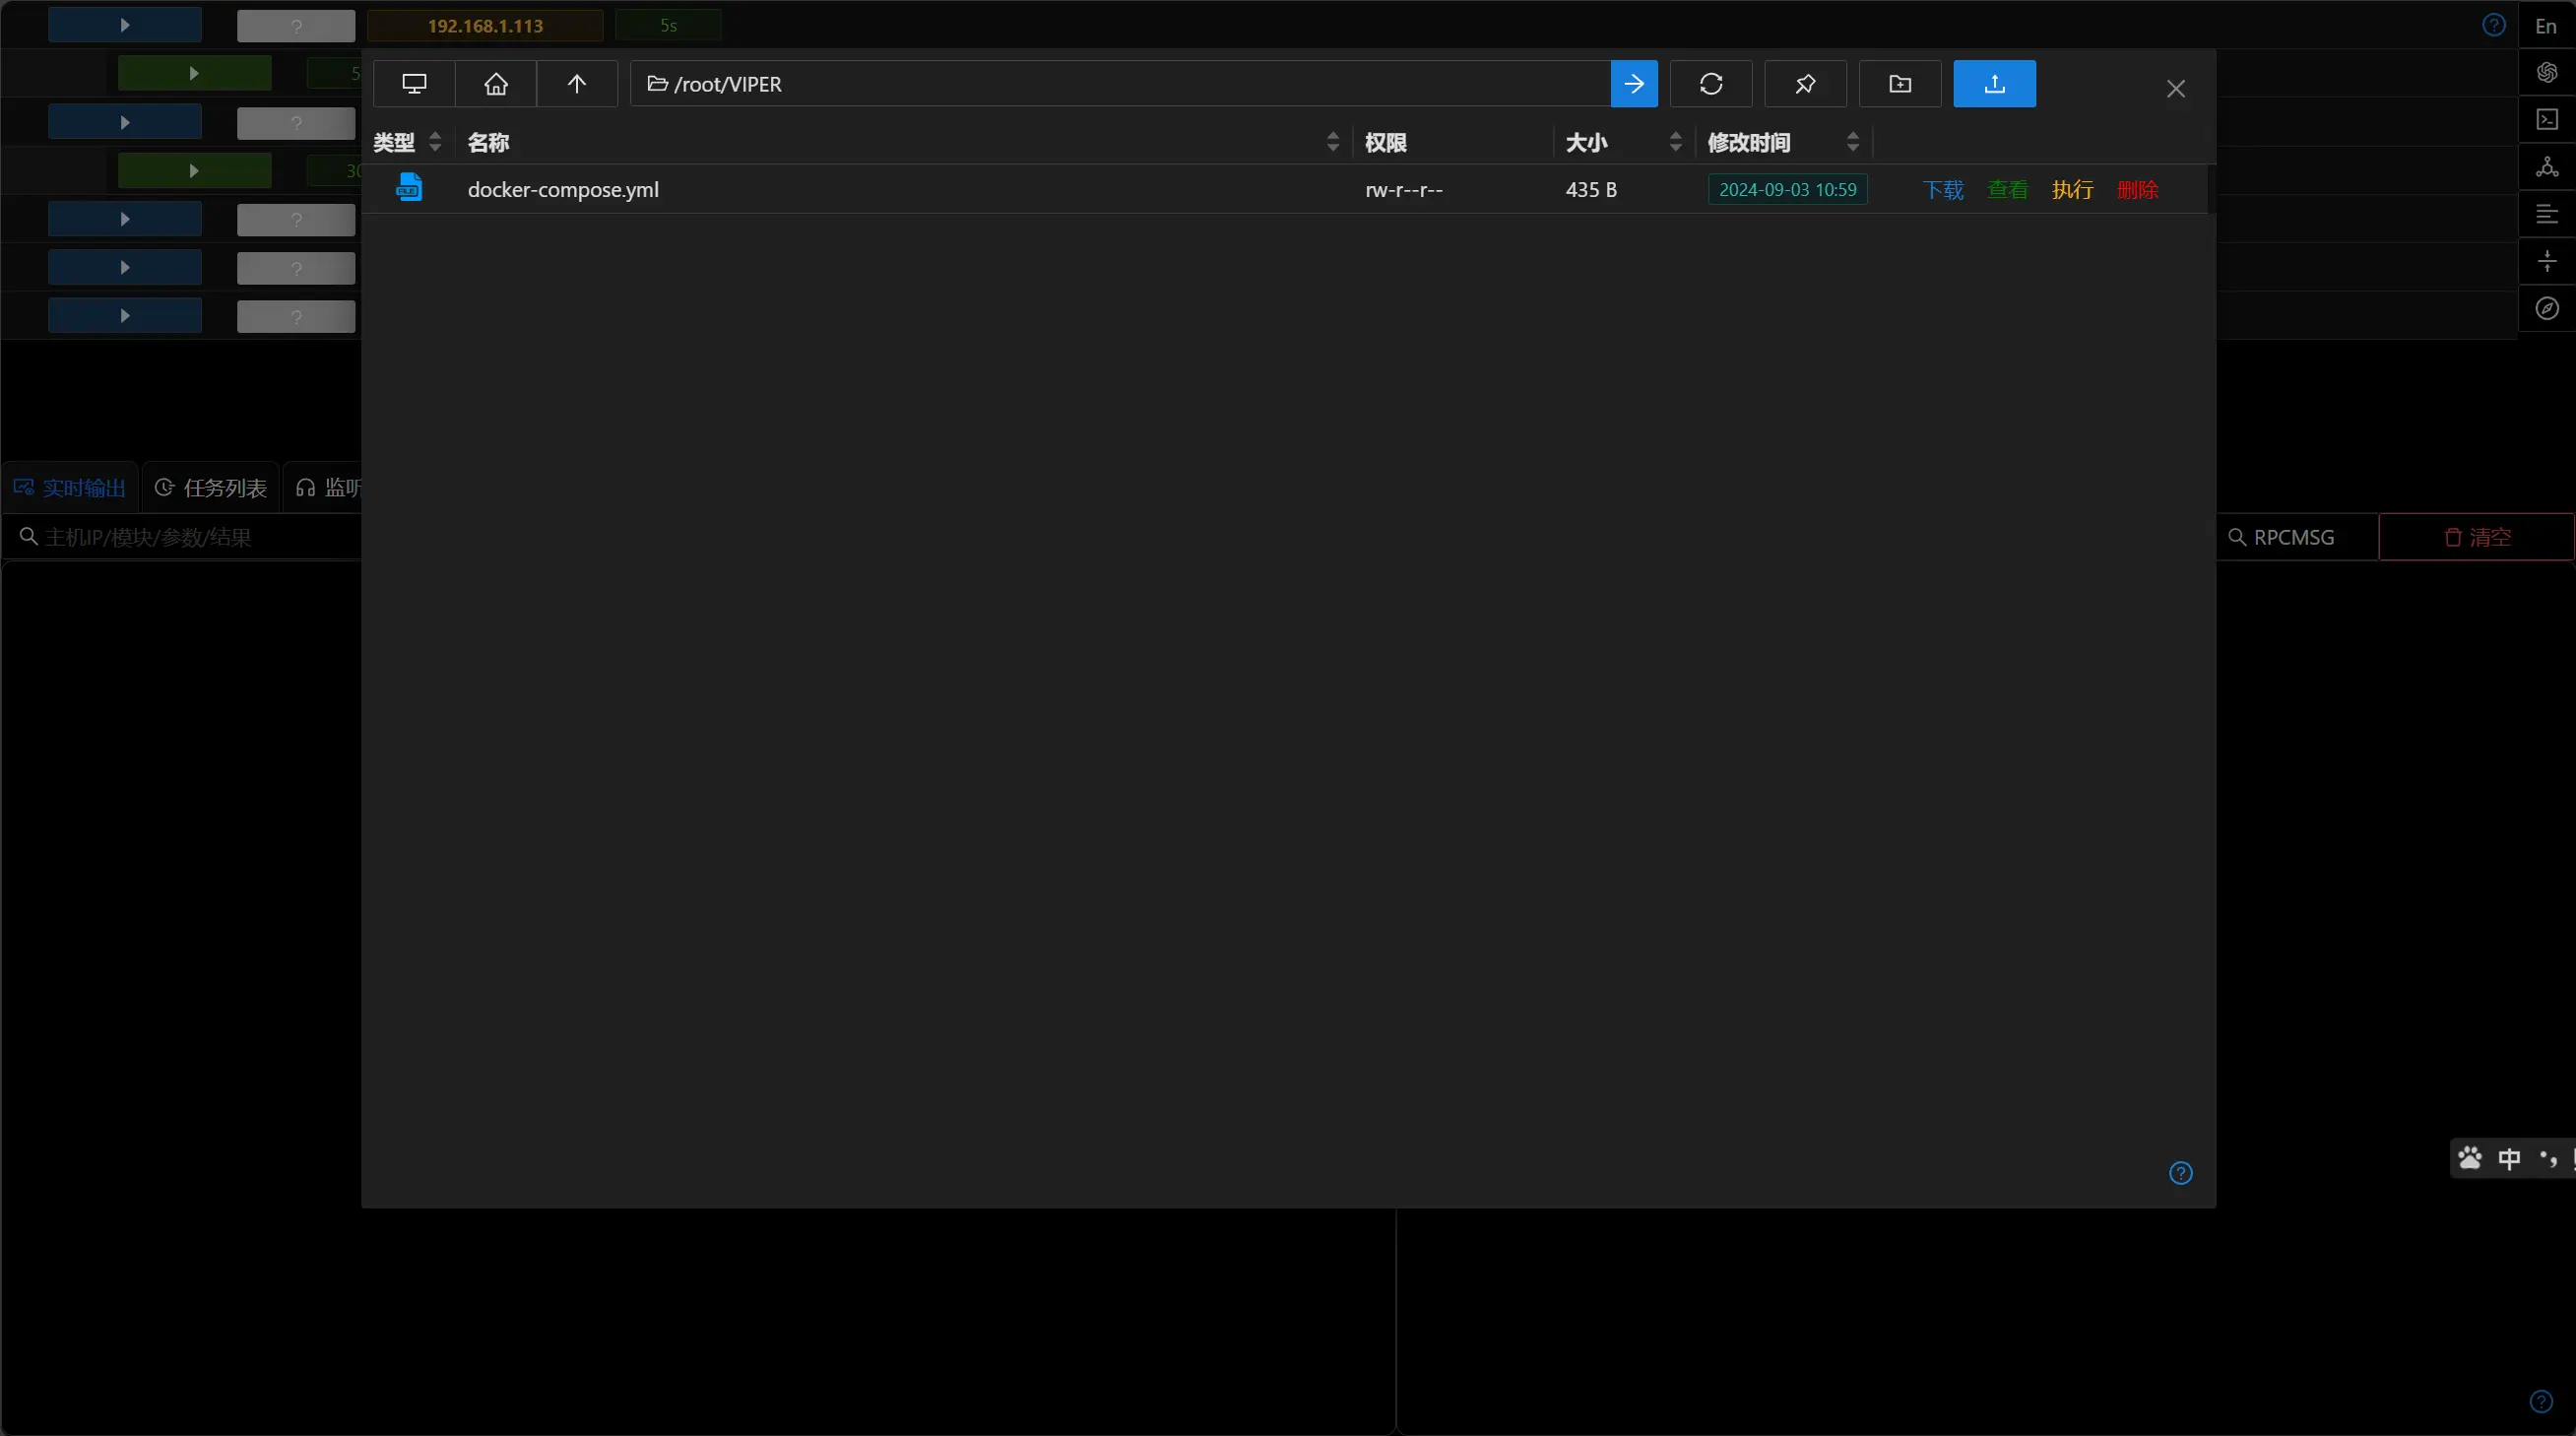 ? 192.168.1.113 5s ? En
/root/VIPER
5
?
类型 名称 权限 大小 修改时间
30
FILE docker-compose.yml rw-r--r-- 435 B 2024-09-03 10:59 下载 查看 执行 删除
?
?
?
实时输出 任务列表 监听
主机IP/模块/参数/结果 RPCMSG 清空
中
?
?